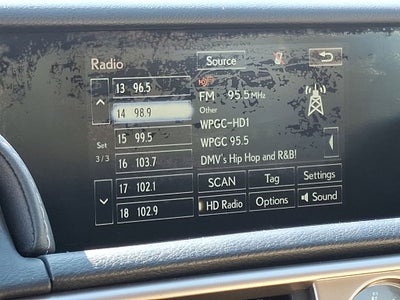 Radio
Source
13 96.5
14 98.9
15 99.5
16 103.7
17 102.1
18 102.9
Set
3/3
FM 95.5MHz
Other
WPGC-HD1
WPGC 95.5
DMV's Hip Hop and R&B!
SCAN Tag Settings
HD Radio Options Sound